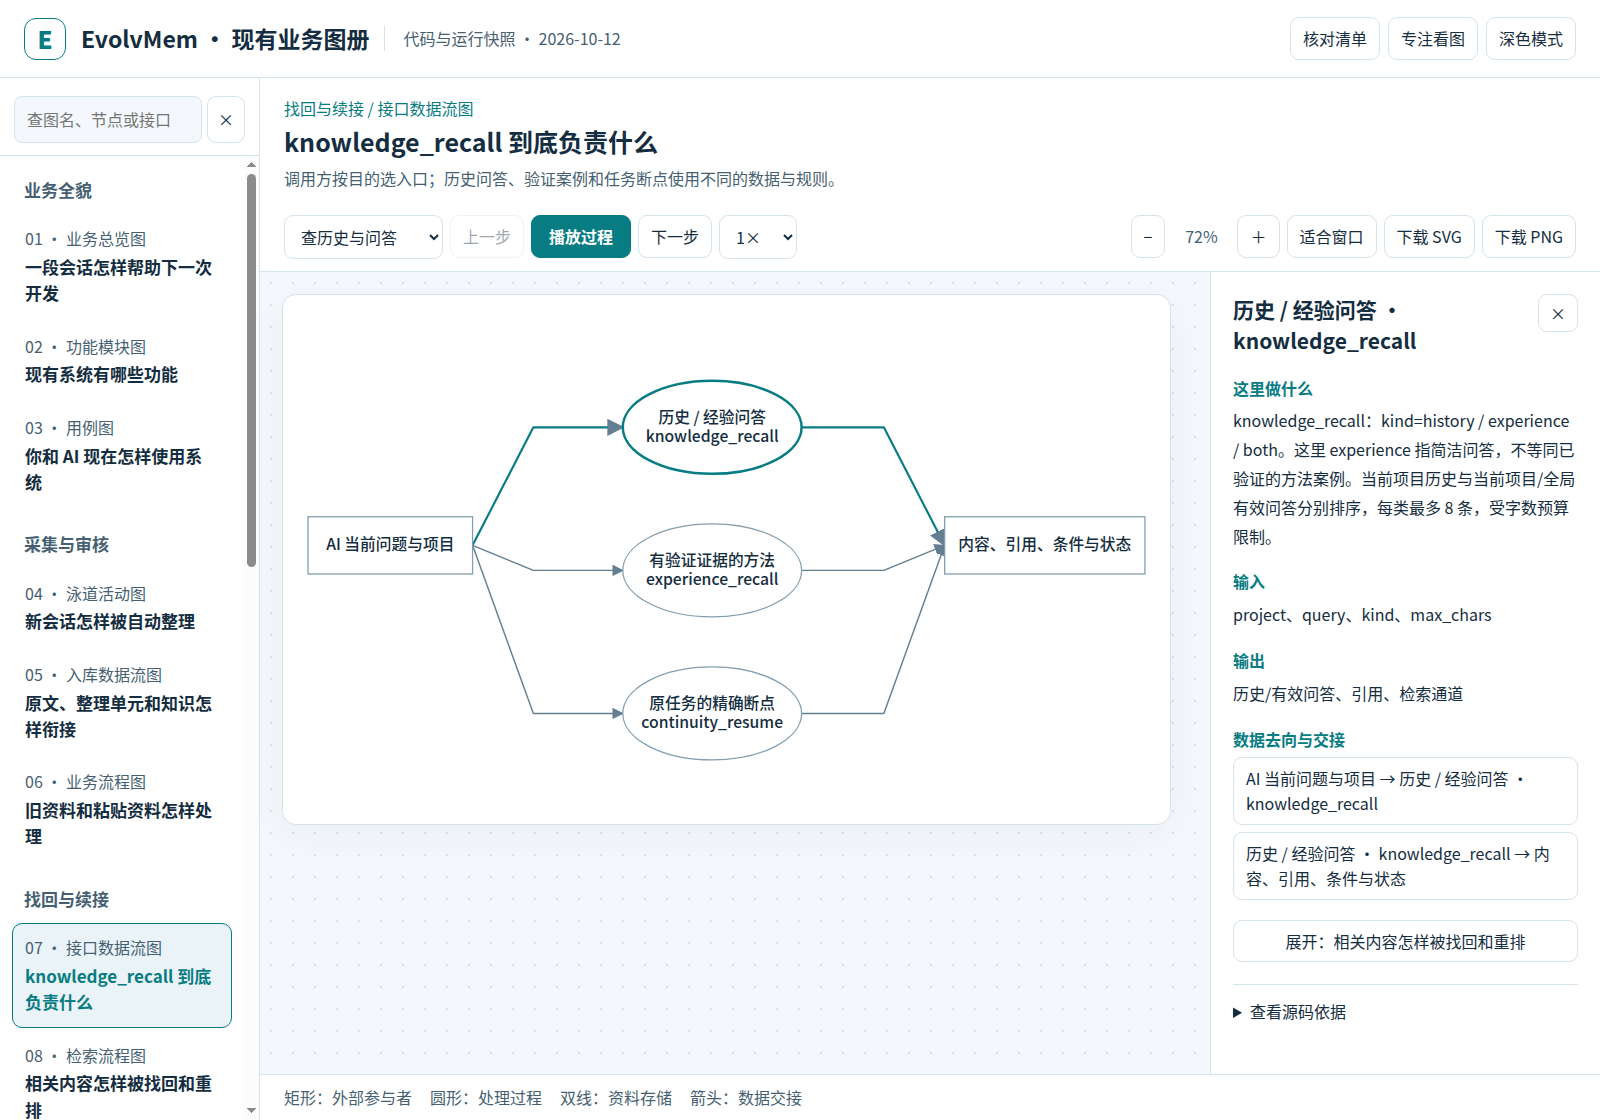 E
EvolvMem · 现有业务图册
代码与运行快照 · 2026-10-12
核对清单
专注看图
深色模式
查图名、节点或接口
×
业务全貌
01 · 业务总览图
一段会话怎样帮助下一次
开发
02 · 功能模块图
现有系统有哪些功能
03 · 用例图
你和 AI 现在怎样使用系
统
采集与审核
04 · 泳道活动图
新会话怎样被自动整理
05 · 入库数据流图
原文、整理单元和知识怎
样衔接
06 · 业务流程图
旧资料和粘贴资料怎样处
理
找回与续接
07 · 接口数据流图
knowledge_recall 到底
负责什么
08 · 检索流程图
相关内容怎样被找回和重
排
找回与续接 / 接口数据流图
knowledge_recall 到底负责什么
调用方按目的选入口；历史问答、验证案例和任务断点使用不同的数据与规则。
查历史与问答
上一步
播放过程
下一步
1×
−
72%
＋
适合窗口
下载 SVG
下载 PNG
AI 当前问题与项目
历史 / 经验问答
knowledge_recall
有验证证据的方法
experience_recall
原任务的精确断点
continuity_resume
内容、引用、条件与状态
历史 / 经验问答 ·
knowledge_recall
×
这里做什么
knowledge_recall：kind=history / experience
/ both。这里 experience 指简洁问答，不等同已
验证的方法案例。当前项目历史与当前项目/全局
有效问答分别排序，每类最多 8 条，受字数预算
限制。
输入
project、query、kind、max_chars
输出
历史/有效问答、引用、检索通道
数据去向与交接
AI 当前问题与项目 → 历史 / 经验问答 ·
knowledge_recall
历史 / 经验问答 · knowledge_recall → 内
容、引用、条件与状态
展开：相关内容怎样被找回和重排
▶ 查看源码依据
矩形：外部参与者 圆形：处理过程 双线：资料存储 箭头：数据交接